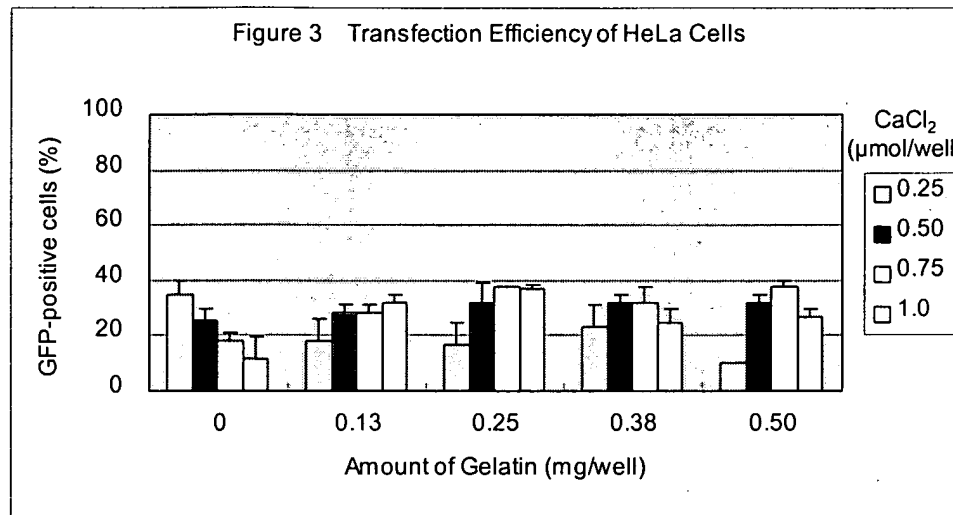 Figure 3 Transfection Efficiency of HeLa Cells
GFP-positive cells (%)
100
80
60
40
20
0
0 0.13 0.25 0.38 0.50
Amount of Gelatin (mg/well)
CaCl₂
(μmol/well
0.25
0.50
0.75
1.0